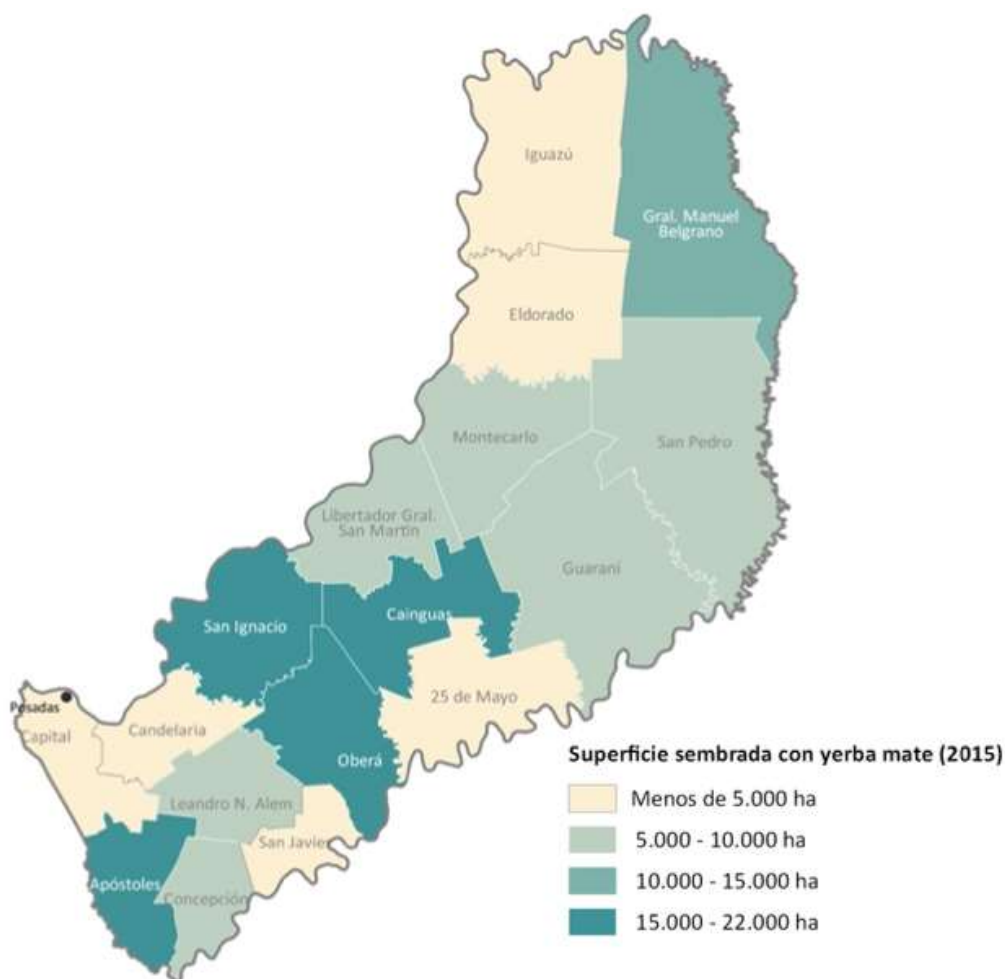 Iguazú
Gral. Manuel
Belgrano
Eldorado
Montecarlo
San Pedro
Libertador Gral.
San Martín
Guaraní
San Ignacio
Cainguas
25 de Mayo
Posadas
Capital
Candelaria
Oberá
Leandro N. Alem
San Javier
Apóstoles
Concepción
Superficie sembrada con yerba mate (2015)
Menos de 5.000 ha
5.000 - 10.000 ha
10.000 - 15.000 ha
15.000 - 22.000 ha